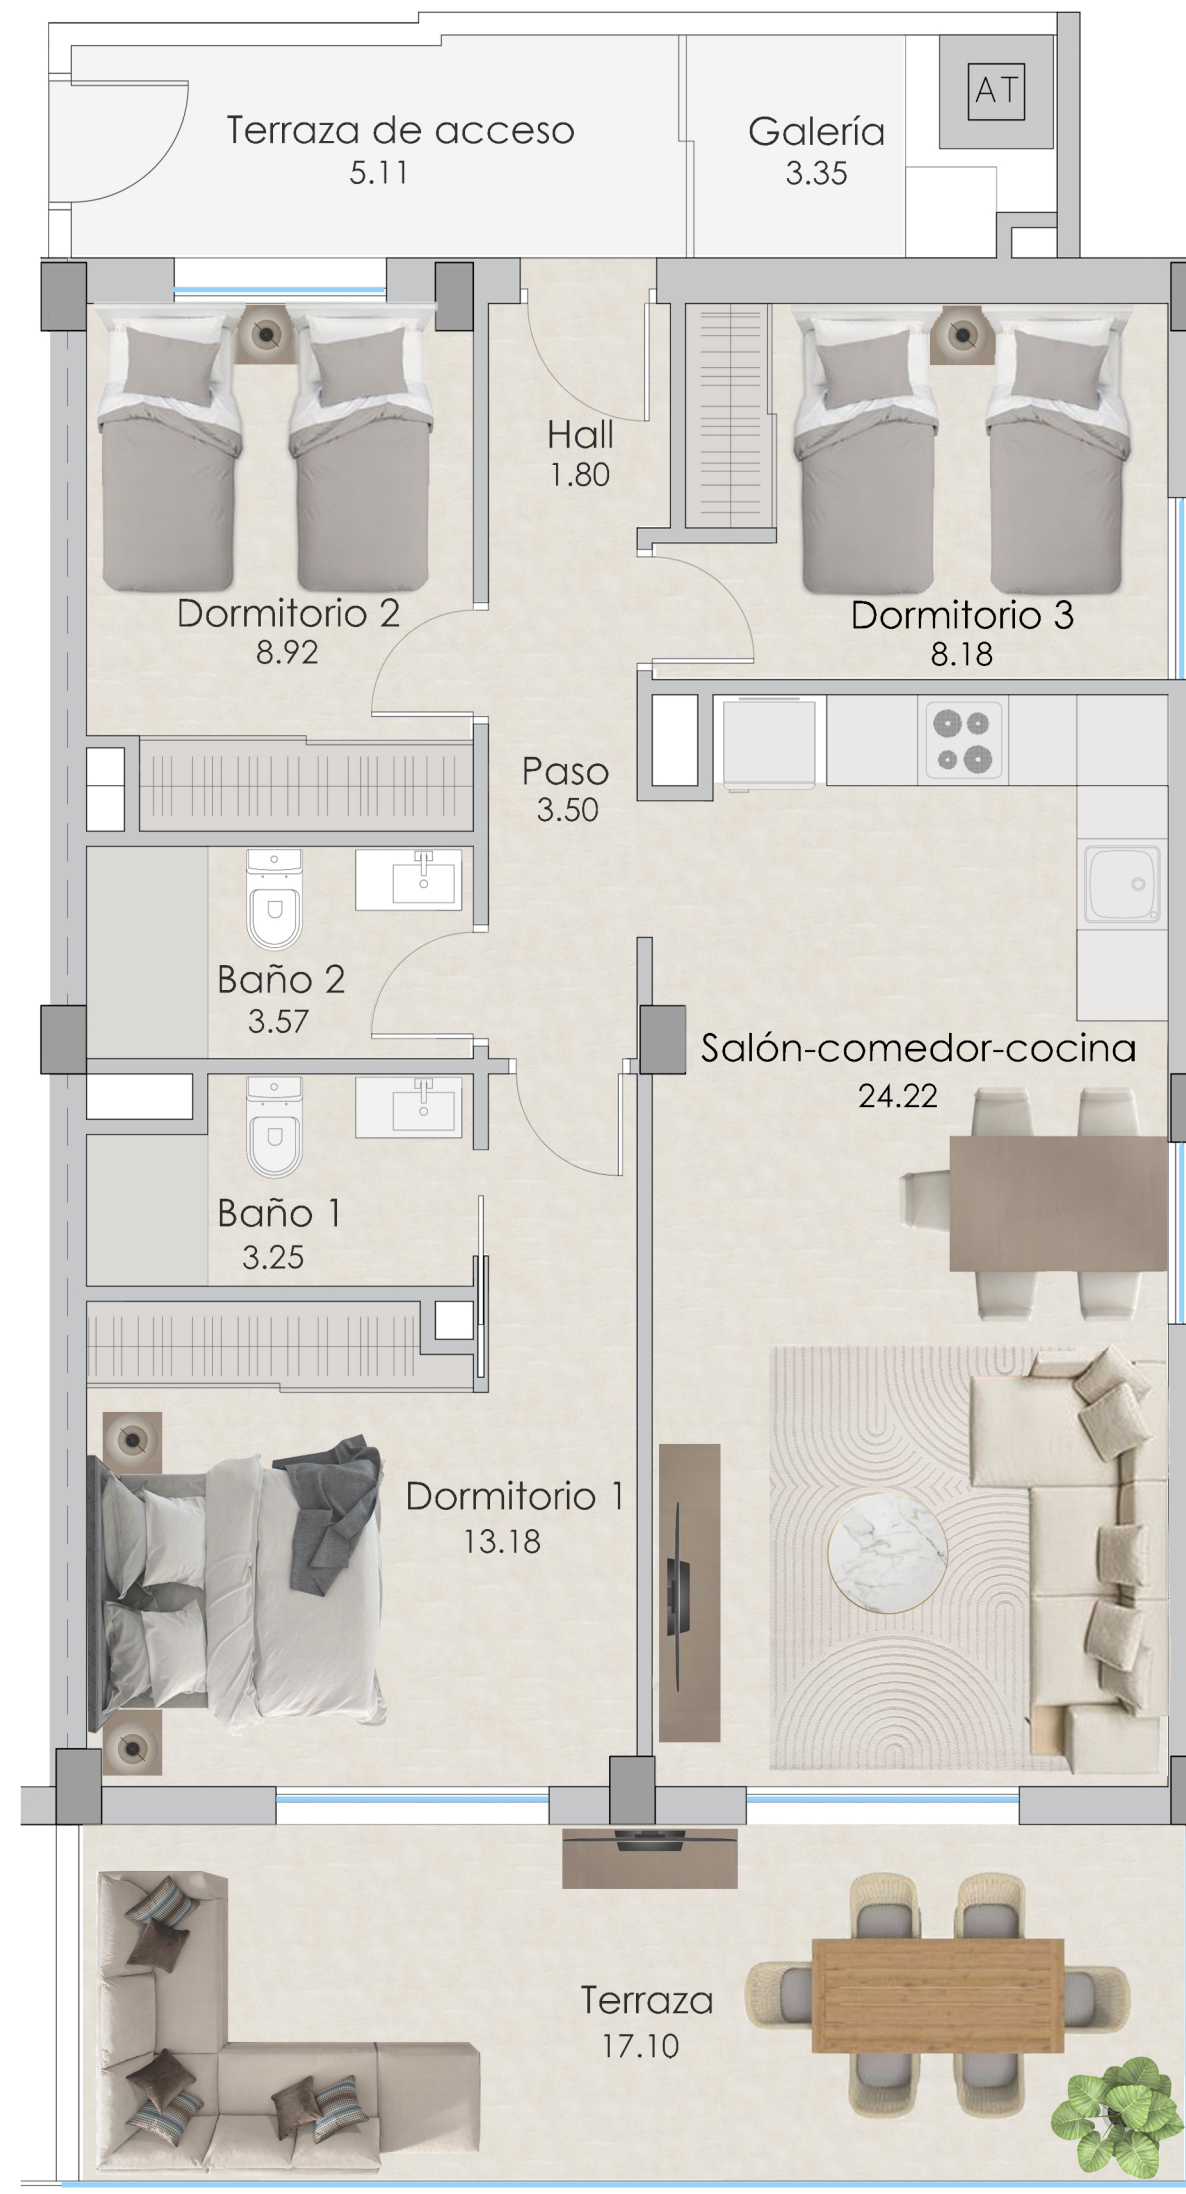 AT
Terraza de acceso
5.11
Galería
3.35
Hall
1.80
Dormitorio 2
8.92
Dormitorio 3
8.18
Paso
3.50
Baño 2
3.57
Salón-comedor-cocina
24.22
Baño 1
3.25
Dormitorio 1
13.18
Terraza
17.10